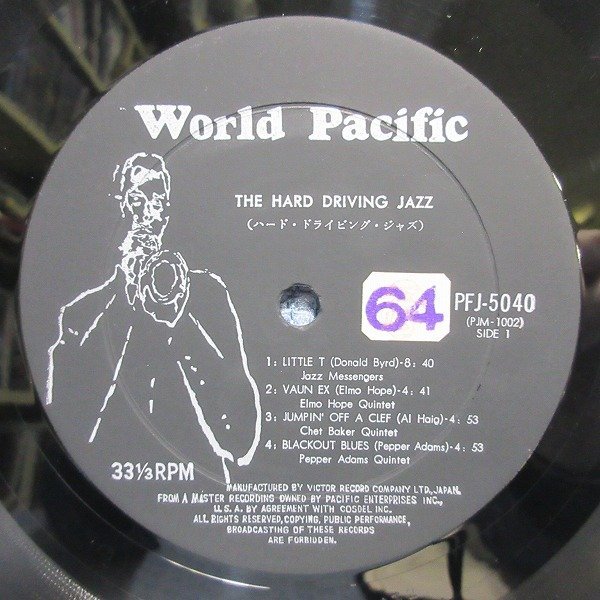 World Pacific
THE HARD DRIVING JAZZ
(ハード・ドライビング・ジャズ)
64
PFJ-5040
(PJM-1002)
SIDE 1
1: LITTLE T (Donald Byrd)-8: 40
Jazz Messengers
2: VAUN EX (Elmo Hope)-4: 41
Elmo Hope Quintet
3: JUMPIN' OFF A CLEF (Al Haig)-4: 53
Chet Baker Quintet
4: BLACKOUT BLUES (Pepper Adams)-4: 53
Pepper Adams Quintet
33⅓RPM
MANUFACTURED BY VICTOR RECORD COMPANY LTD., JAPAN,
FROM A MASTER RECORDING OWNED BY PACIFIC ENTERPRISES INC.,
U.S.A. BY AGREEMENT WITH COSDEL INC.
ALL RIGHTS RESERVED, COPYING, PUBLIC PERFORMANCE,
BROADCASTING OF THESE RECORDS
ARE FORBIDDEN.